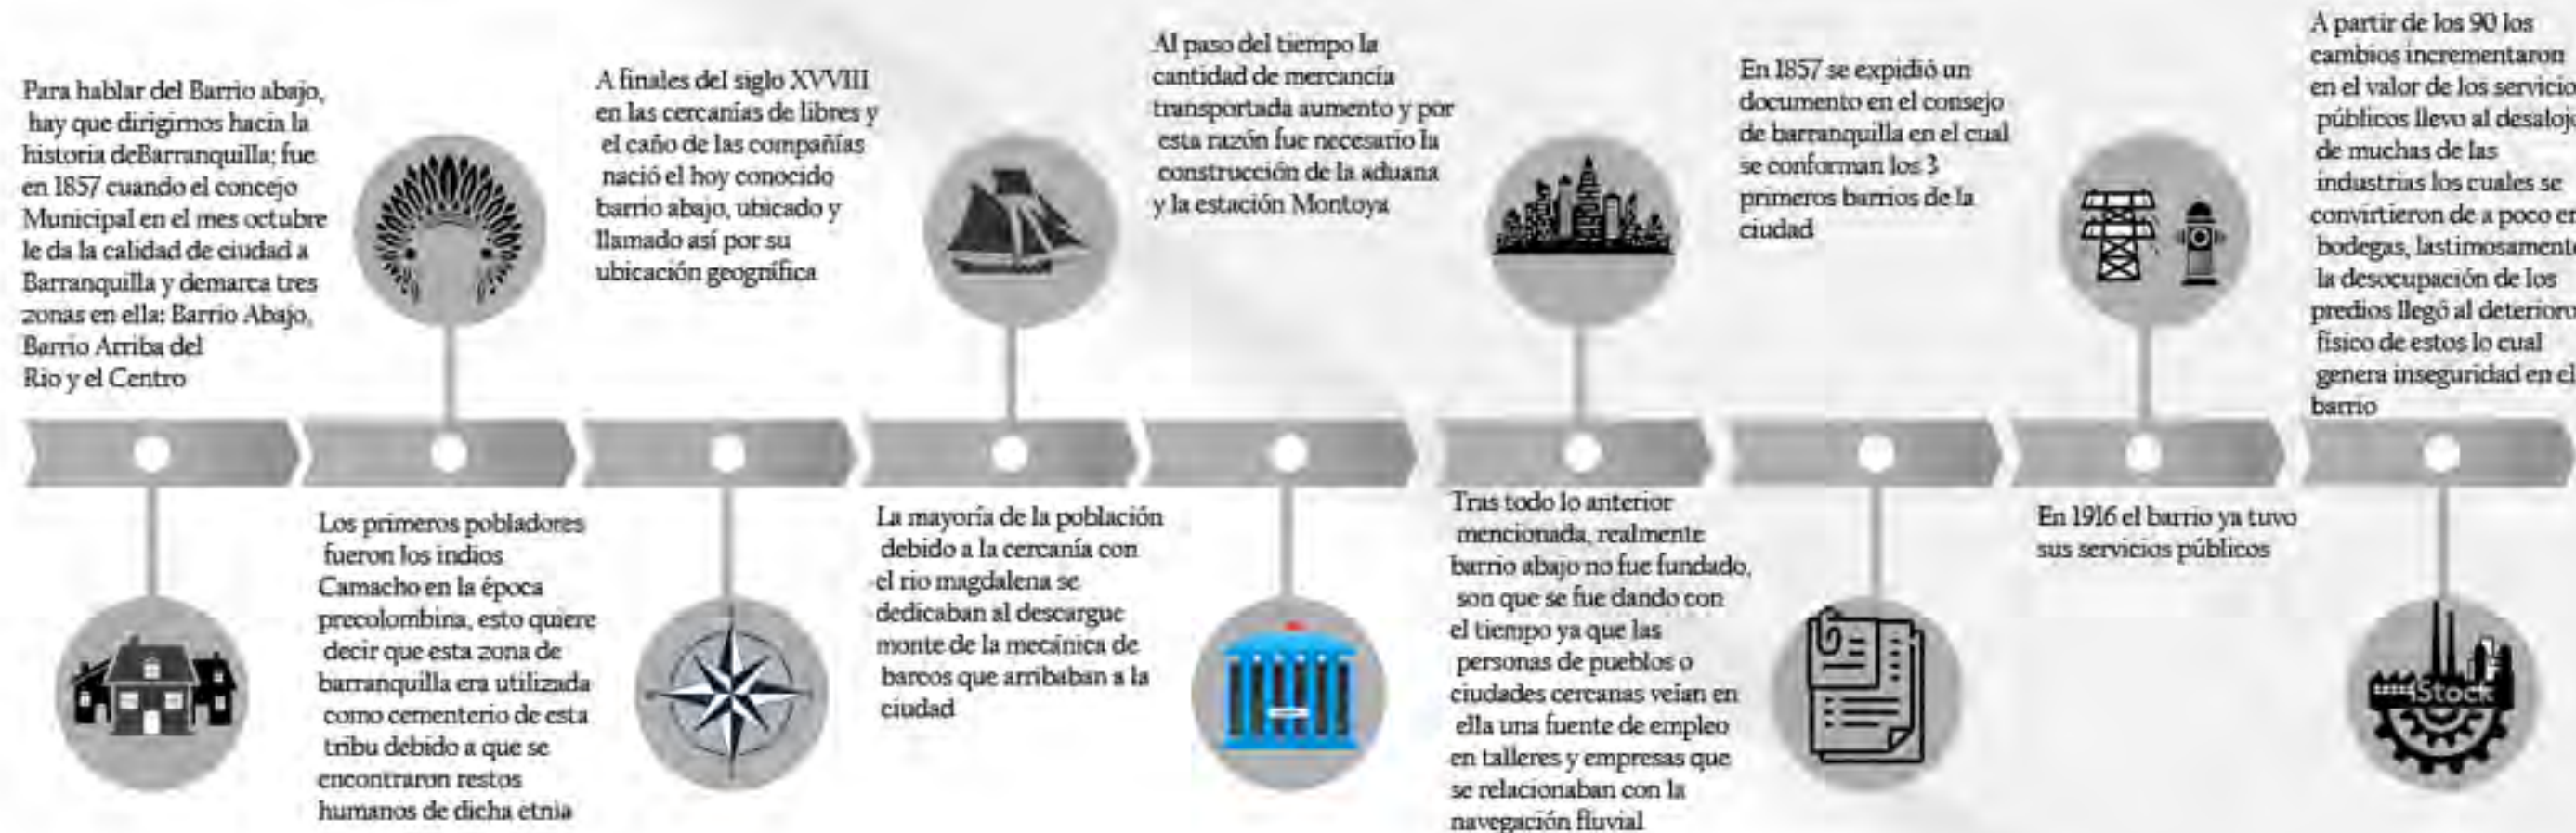 Para hablar del Barrio abajo,
hay que dirigirnos hacia la
historia deBarranquilla; fue
en 1857 cuando el concejo
Municipal en el mes octubre
le da la calidad de ciudad a
Barranquilla y demarca tres
zonas en ella: Barrio Abajo,
Barrio Arriba del
Rio y el Centro
Los primeros pobladores
fueron los indios
Camacho en la época
precolombina, esto quiere
decir que esta zona de
barranquilla era utilizada
como cementerio de esta
tribu debido a que se
encontraron restos
humanos de dicha etnia
A finales del siglo XVVIII
en las cercanías de libres y
el caño de las compañías
nació el hoy conocido
barrio abajo, ubicado y
llamado así por su
ubicación geográfica
La mayoría de la población
debido a la cercanía con
el rio magdalena se
dedicaban al descargue
monte de la mecánica de
barcos que arribaban a la
ciudad
Al paso del tiempo la
cantidad de mercancía
transportada aumento y por
esta razón fue necesario la
construcción de la aduana
y la estación Montoya
Tras todo lo anterior
mencionada, realmente
barrio abajo no fue fundado,
son que se fue dando con
el tiempo ya que las
personas de pueblos o
ciudades cercanas veían en
ella una fuente de empleo
en talleres y empresas que
se relacionaban con la
navegación fluvial
En 1857 se expidió un
documento en el consejo
de barranquilla en el cual
se conforman los 3
primeros barrios de la
ciudad
En 1916 el barrio ya tuvo
sus servicios públicos
A partir de los 90 los
cambios incrementaron
en el valor de los servicio
públicos llevo al desalojo
de muchas de las
industrias los cuales se
convirtieron de a poco en
bodegas, lastimosamente
la desocupación de los
predios llegó al deterioro
físico de estos lo cual
genera inseguridad en el
barrio
iStock